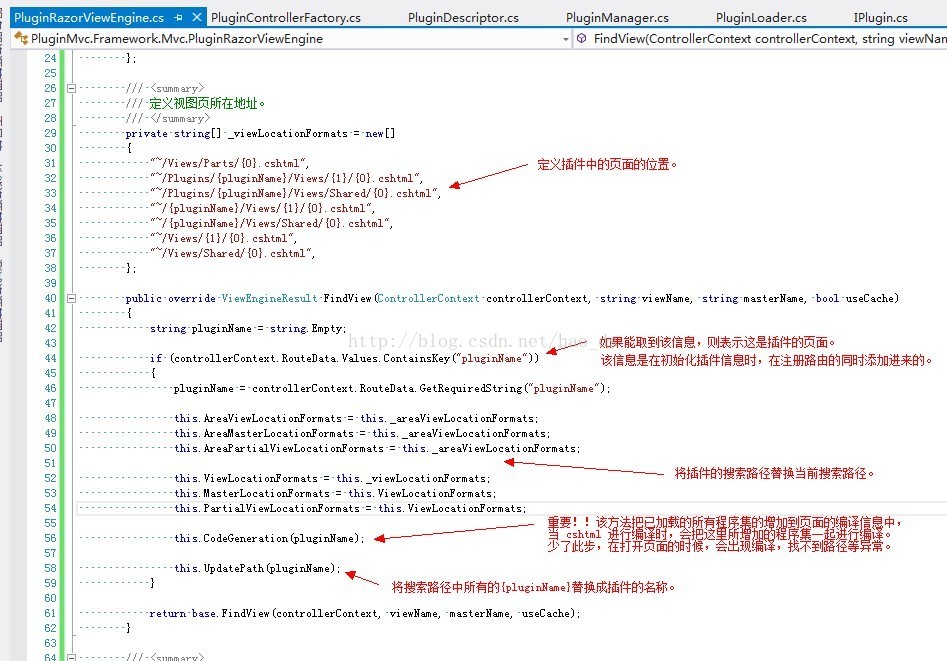 PluginRazorViewEngine.cs PluginControllerFactory.cs PluginDescriptor.cs PluginManager.cs PluginLoader.cs IPlugin.cs
PluginMvc.Framework.Mvc.PluginRazorViewEngine FindView(ControllerContext controllerContext, string viewNam
24 };
25
26 /// <summary>
27 /// 定义视图页所在地址。
28 /// </summary>
29 private string[] _viewLocationFormats = new[]
30 {
31 "~/Views/Parts/{0}.cshtml", 定义插件中的页面的位置。
32 "~/Plugins/{pluginName}/Views/{1}/{0}.cshtml",
33 "~/Plugins/{pluginName}/Views/Shared/{0}.cshtml",
34 "~/{pluginName}/Views/{1}/{0}.cshtml",
35 "~/{pluginName}/Views/Shared/{0}.cshtml",
36 "~/Views/{1}/{0}.cshtml",
37 "~/Views/Shared/{0}.cshtml",
38 };
39
40 public override ViewEngineResult FindView(ControllerContext controllerContext, string viewName, string masterName, bool useCache)
41 {
42 string pluginName = string.Empty;
43 http://blog.csdn.net/hao_ 如果能取到该信息，则表示这是插件的页面。
44 if (controllerContext.RouteData.Values.ContainsKey("pluginName")) 该信息是在初始化插件信息时，在注册路由的同时添加进来的。
45 {
46 pluginName = controllerContext.RouteData.GetRequiredString("pluginName");
47
48 this.AreaViewLocationFormats = this._areaViewLocationFormats;
49 this.AreaMasterLocationFormats = this._areaViewLocationFormats;
50 this.AreaPartialViewLocationFormats = this._areaViewLocationFormats;
51 将插件的搜索路径替换当前搜索路径。
52 this.ViewLocationFormats = this._viewLocationFormats;
53 this.MasterLocationFormats = this.ViewLocationFormats;
54 this.PartialViewLocationFormats = this.ViewLocationFormats;
55 重要！！该方法把已加载的所有程序集的增加到页面的编译信息中，
56 this.CodeGeneration(pluginName); 当 cshtml 进行编译时，会把这里所增加的程序集一起进行编译。
57 少了此步，在打开页面的时候，会出现编译，找不到路径等异常。
58 this.UpdatePath(pluginName);
59 } 将搜索路径中所有的{pluginName}替换成插件的名称。
60
61 return base.FindView(controllerContext, viewName, masterName, useCache);
62 }
63
64 /// <summary>